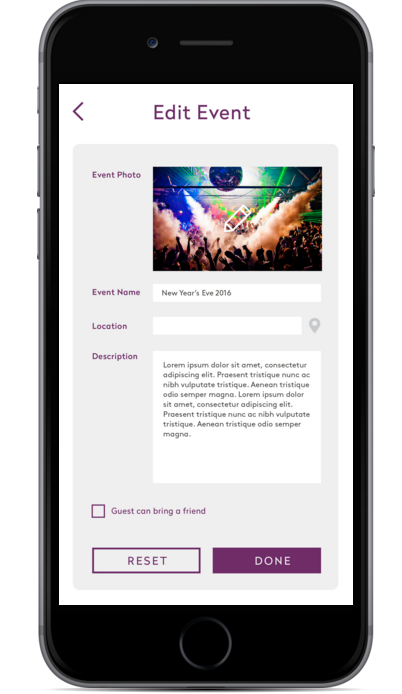 Edit Event
Event Photo
Event Name
New Year's Eve 2016
Location
Description
Lorem ipsum dolor sit amet, consectetur
adipiscing elit. Praesent tristique nunc ac
nibh vulputate tristique. Aenean tristique
odio semper magna. Lorem ipsum dolor
sit amet, consectetur adipiscing elit.
Praesent tristique nunc ac nibh vulputate
tristique. Aenean tristique odio semper
magna.
Guest can bring a friend
RESET
DONE